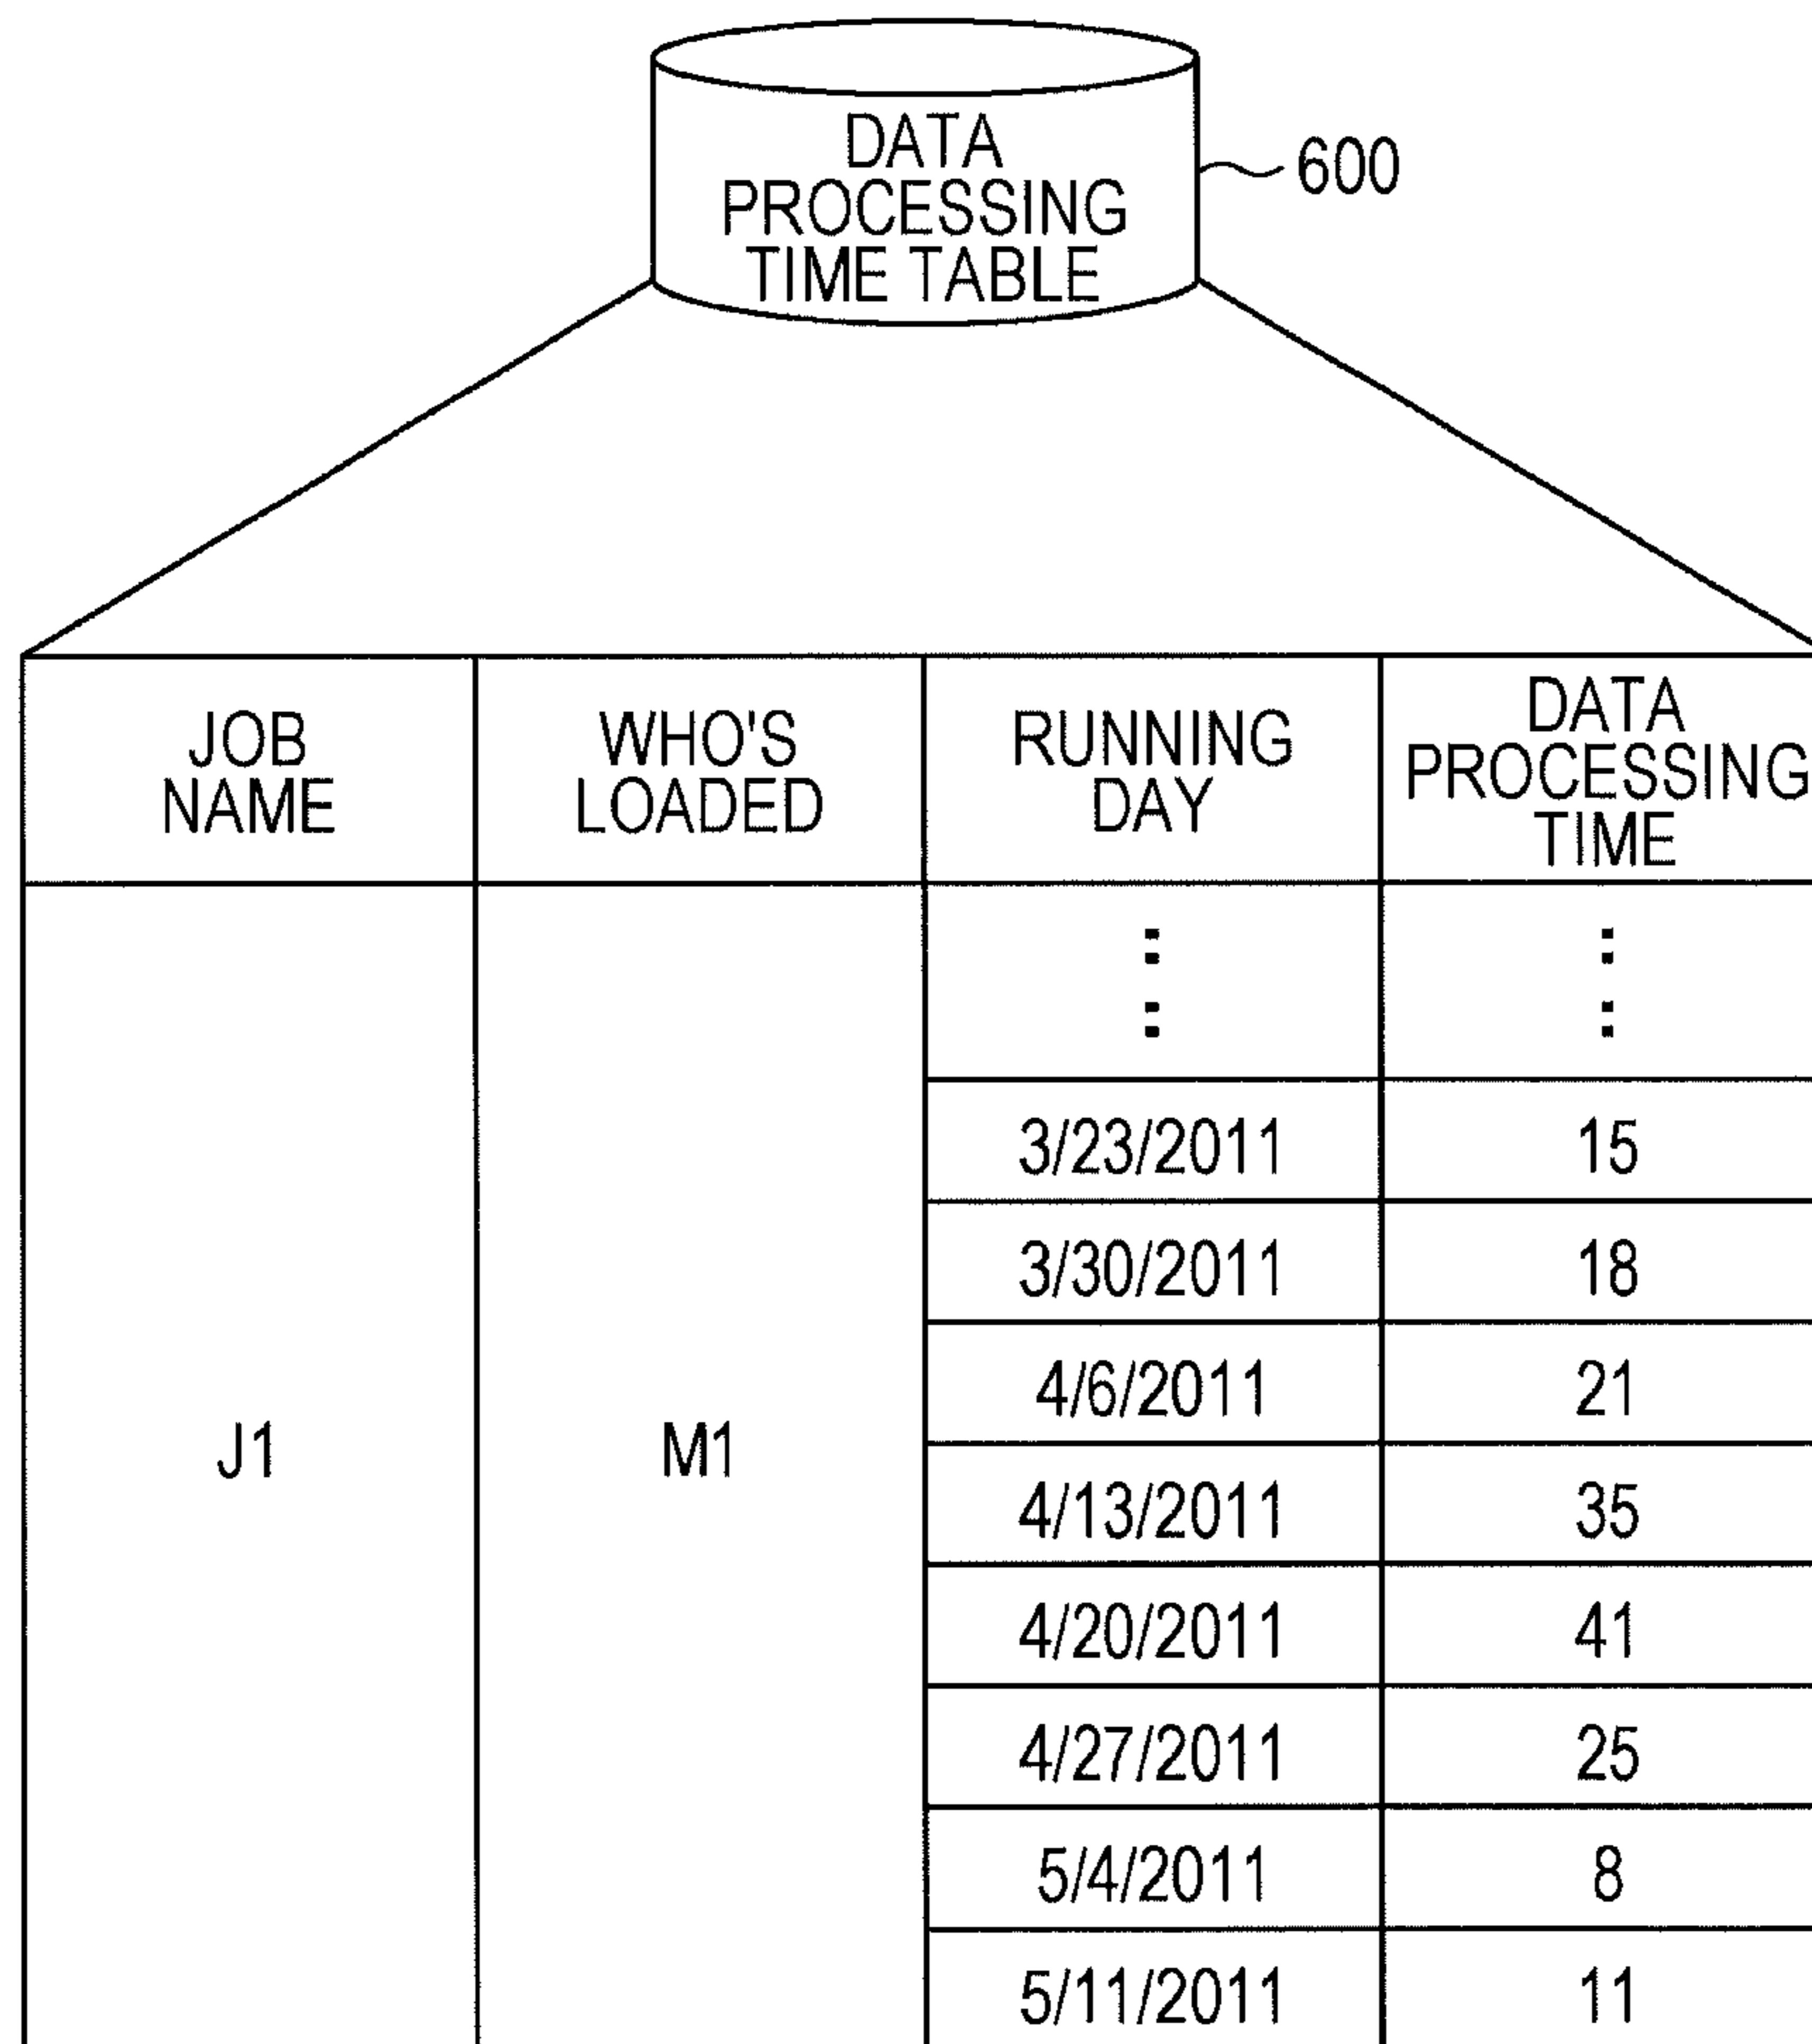 DATA
PROCESSING
TIME TABLE
600
JOB NAME
WHO'S LOADED
RUNNING DAY
DATA PROCESSING TIME
3/23/2011 15
3/30/2011 18
4/6/2011 21
J1 M1 4/13/2011 35
4/20/2011 41
4/27/2011 25
5/4/2011 8
5/11/2011 11